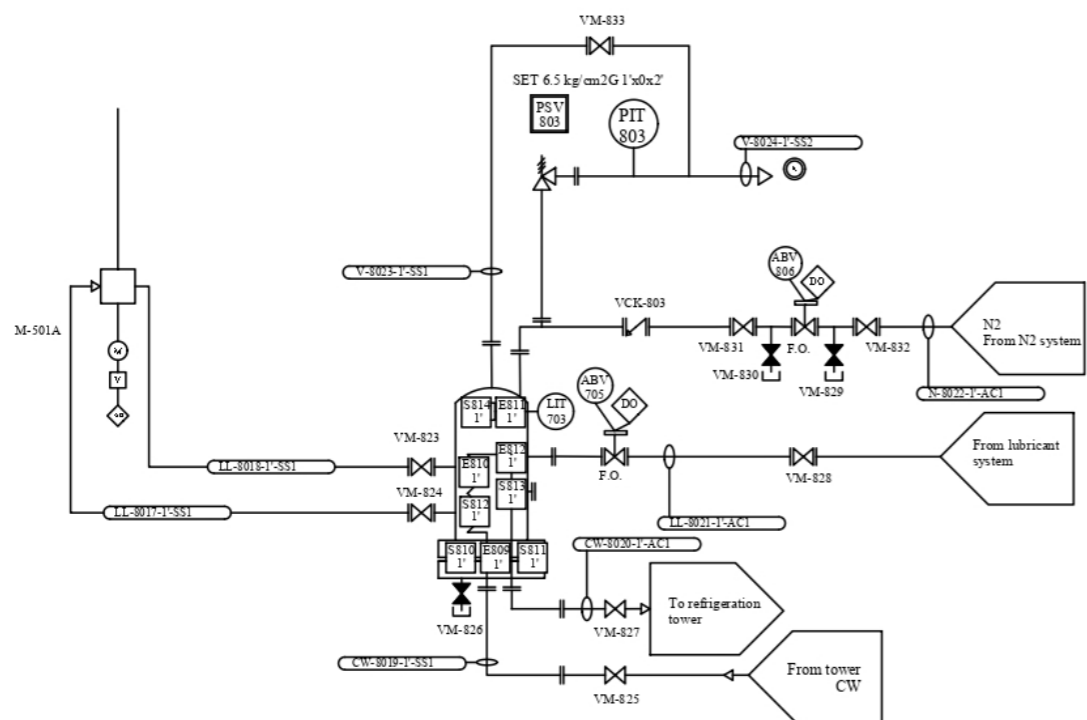 VM-833
SET 6.5 kg/cm2G 1'x0x2'
PSV
803
PIT
803
V-8024-1'-SS2
V-8023-1'-SS1
ABV
806
DO
VCK-803
N2
From N2 system
M-501A
VM-831
F.O.
VM-832
VM-830
VM-829
N-8022-1'-AC1
M
V
ABV
705
DO
S814
1'
E811
1'
LIT
703
VM-823
E812
1'
From lubricant
system
E810
1'
LL-8018-1'-SS1
F.O.
VM-828
VM-824
S813
1'
LL-8017-1'-SS1
S812
1'
LL-8021-1'-AC1
CW-8020-1'-AC1
S810
1'
E809
1'
S811
1'
To refrigeration
tower
VM-826
VM-827
CW-8019-1'-SS1
From tower
CW
VM-825